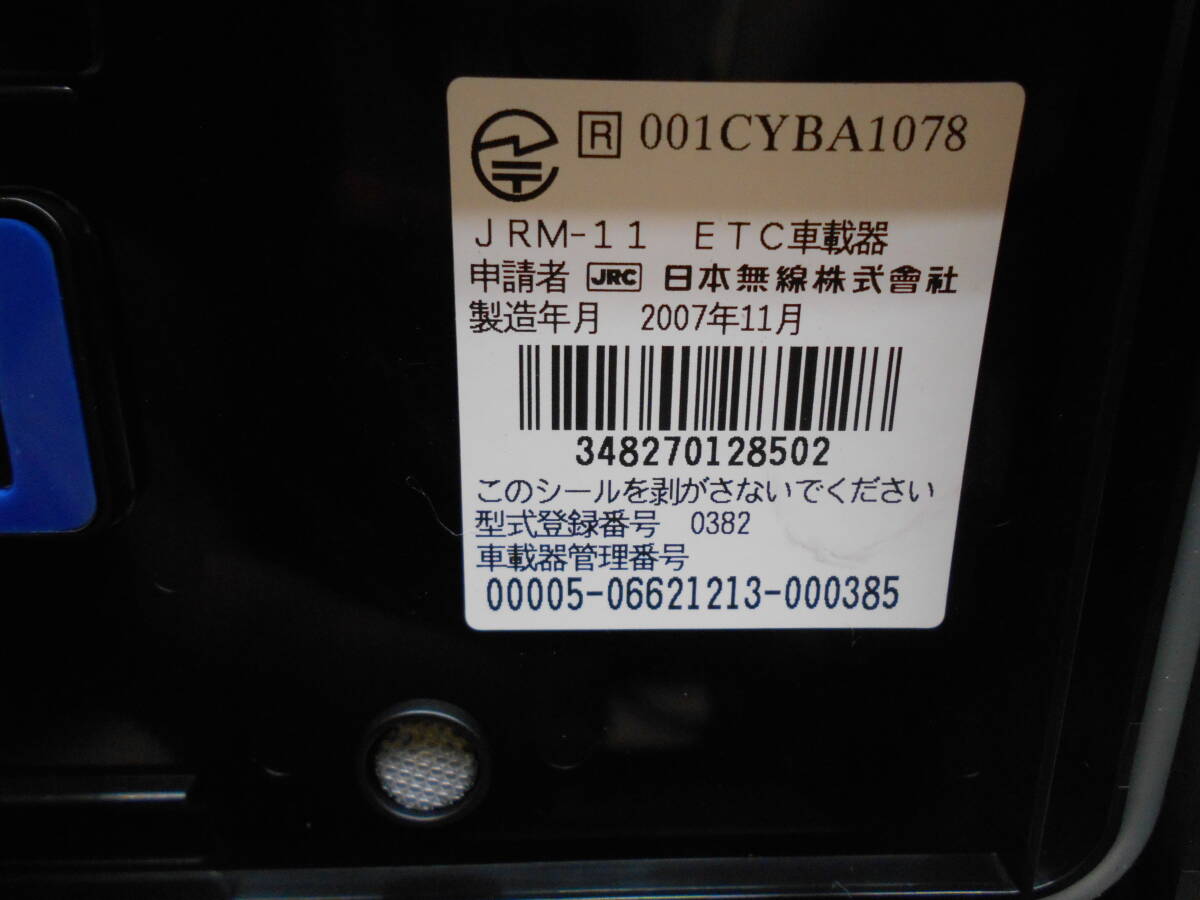 R 001CYBA1078
JRM-11 ETC車載器
申請者 JRC 日本無線株式會社
製造年月 2007年11月
348270128502
このシールを剥がさないでください
型式登録番号 0382
車載器管理番号
00005-06621213-000385